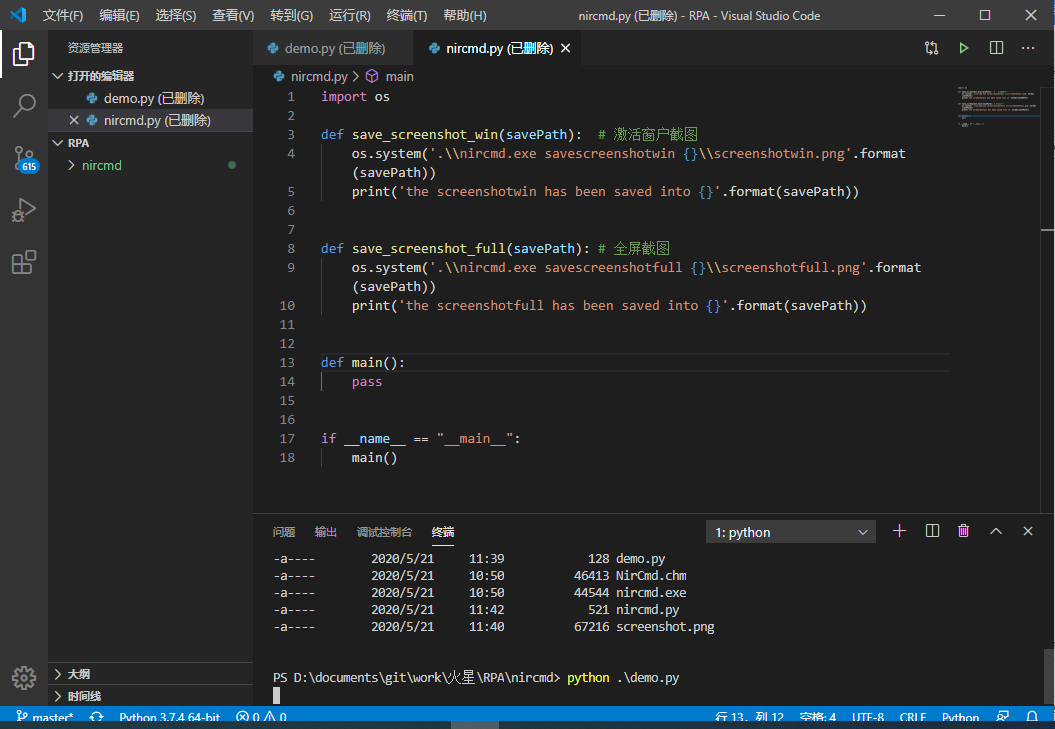 文件(F) 编辑(E) 选择(S) 查看(V) 转到(G) 运行(R) 终端(T) 帮助(H) nircmd.py (已删除) - RPA - Visual Studio Code
资源管理器
打开的编辑器
demo.py (已删除)
nircmd.py (已删除)
RPA
nircmd
615
大纲
时间线
demo.py (已删除) nircmd.py (已删除)
nircmd.py > main
1 import os
2
3 def save_screenshot_win(savePath):  # 激活窗户截图
4 os.system('.\\nircmd.exe savescreenshotwin {}\\screenshotwin.png'.format
(savePath))
5 print('the screenshotwin has been saved into {}'.format(savePath))
6
7
8 def save_screenshot_full(savePath): # 全屏截图
9 os.system('.\\nircmd.exe savescreenshotfull {}\\screenshotfull.png'.format
(savePath))
10 print('the screenshotfull has been saved into {}'.format(savePath))
11
12
13 def main():
14 pass
15
16
17 if __name__ == "__main__":
18 main()
问题 输出 调试控制台 终端 1: python
-a---- 2020/5/21 11:39 128 demo.py
-a---- 2020/5/21 10:50 46413 NirCmd.chm
-a---- 2020/5/21 10:50 44544 nircmd.exe
-a---- 2020/5/21 11:42 521 nircmd.py
-a---- 2020/5/21 11:40 67216 screenshot.png
PS D:\documents\git\work\火星\RPA\nircmd> python .\demo.py
master* Python 3.7.4 64-bit 0 0 行 13，列 12 空格: 4 UTF-8 CRLF Python